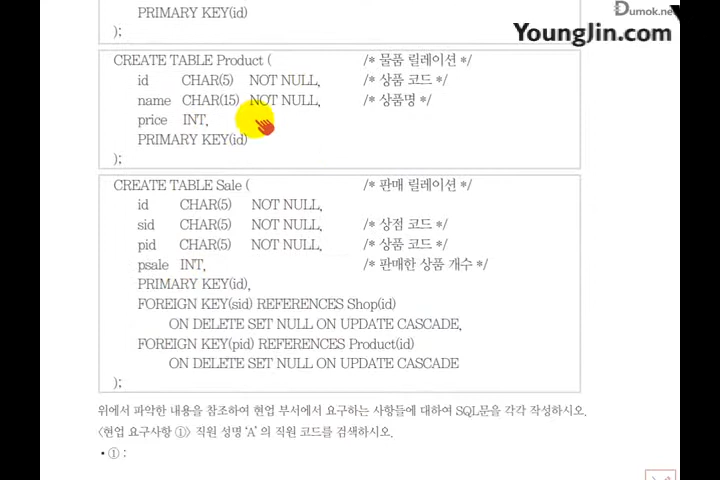 PRIMARY KEY(id)
);
Dumok.ne
YoungJin.com
CREATE TABLE Product ( /* 물품 릴레이션 */
id CHAR(5) NOT NULL, /* 상품 코드 */
name CHAR(15) NOT NULL, /* 상품명 */
price INT,
PRIMARY KEY(id)
);
CREATE TABLE Sale ( /* 판매 릴레이션 */
id CHAR(5) NOT NULL,
sid CHAR(5) NOT NULL, /* 상점 코드 */
pid CHAR(5) NOT NULL, /* 상품 코드 */
psale INT, /* 판매한 상품 개수 */
PRIMARY KEY(id),
FOREIGN KEY(sid) REFERENCES Shop(id)
ON DELETE SET NULL ON UPDATE CASCADE,
FOREIGN KEY(pid) REFERENCES Product(id)
ON DELETE SET NULL ON UPDATE CASCADE
);
위에서 파악한 내용을 참조하여 현업 부서에서 요구하는 사항들에 대하여 SQL문을 각각 작성하시오.
〈현업 요구사항 ①〉 직원 성명 ‘A’ 의 직원 코드를 검색하시오.
• ① :